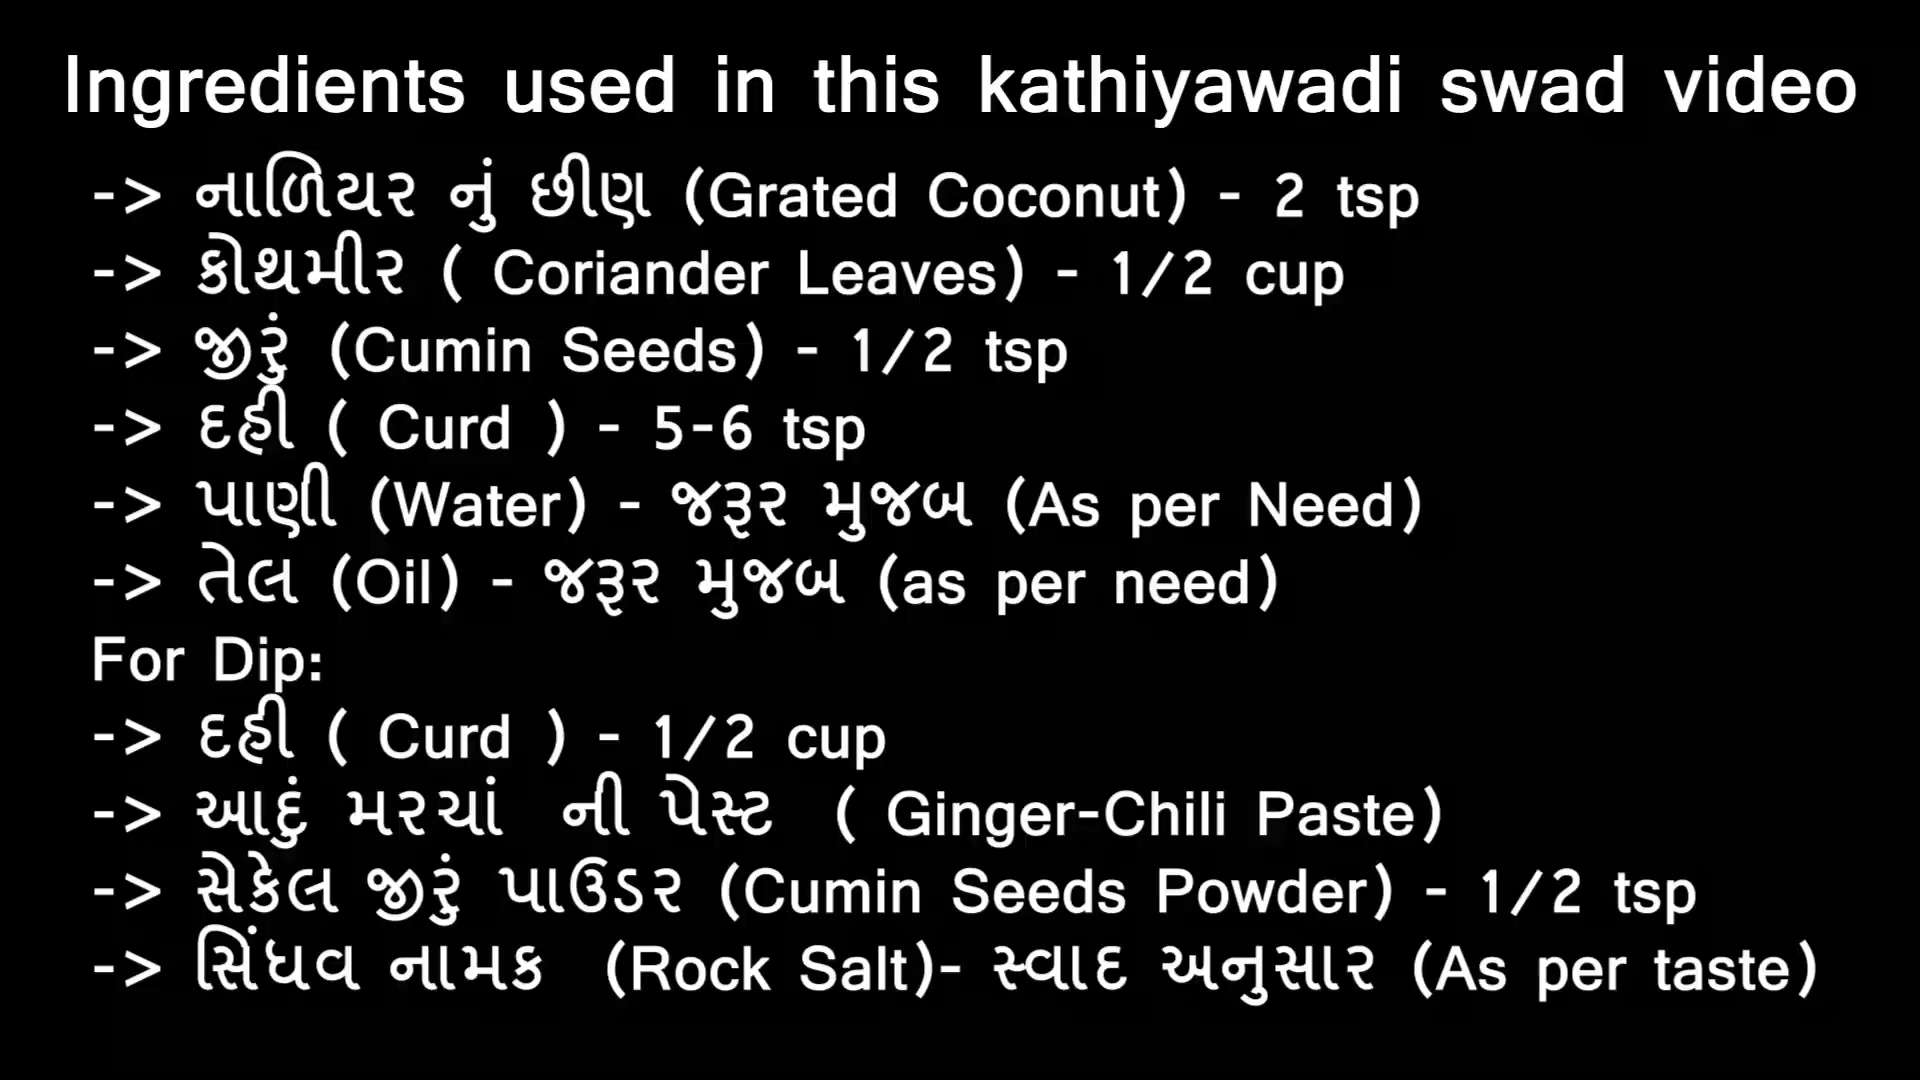 Ingredients used in this kathiyawadi swad video
-> નાળિયર નું છીણ (Grated Coconut) - 2 tsp
-> કોથમીર ( Coriander Leaves) - 1/2 cup
-> જીરું (Cumin Seeds) - 1/2 tsp
-> દહીં ( Curd ) - 5-6 tsp
-> પાણી (Water) - જરૂર મુજબ (As per Need)
-> તેલ (Oil) - જરૂર મુજબ (as per need)
For Dip:
-> દહીં ( Curd ) - 1/2 cup
-> આદું મરચાં ની પેસ્ટ ( Ginger-Chili Paste)
-> સેકેલ જીરું પાઉડર (Cumin Seeds Powder) - 1/2 tsp
-> સિંધવ નામક (Rock Salt)- સ્વાદ અનુસાર (As per taste)